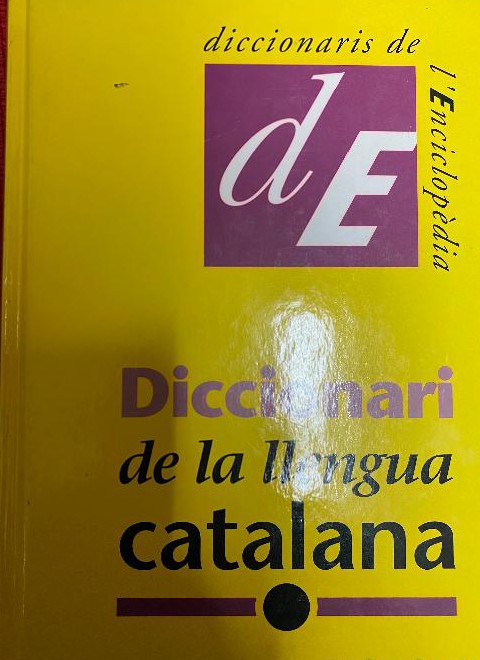 diccionaris de
l'Enciclopèdia
dE
Diccionari
de la llengua
catalana